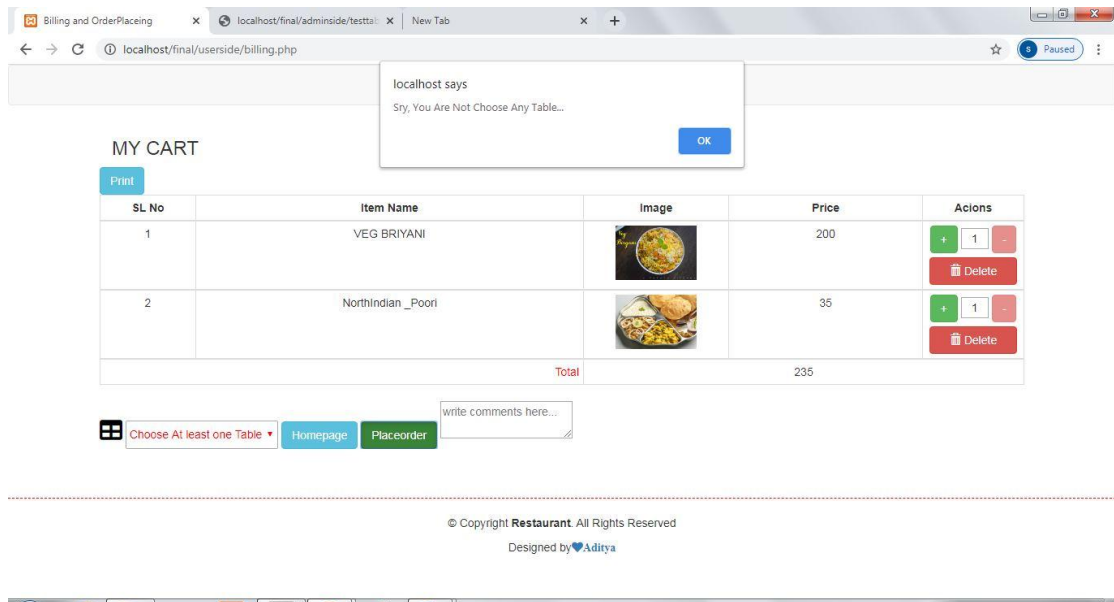 Billing and OrderPlaceing
localhost/final/adminside/testtab
New Tab
localhost/final/userside/billing.php
s Paused
localhost says
Sry, You Are Not Choose Any Table...
OK
MY CART
Print
SL No Item Name Image Price Acions
1 VEG BRIYANI 200 + 1 -
Delete
2 NorthIndian _Poori 35 + 1 -
Delete
Total 235
Choose At least one Table Homepage Placeorder write comments here...
© Copyright Restaurant. All Rights Reserved
Designed by Aditya